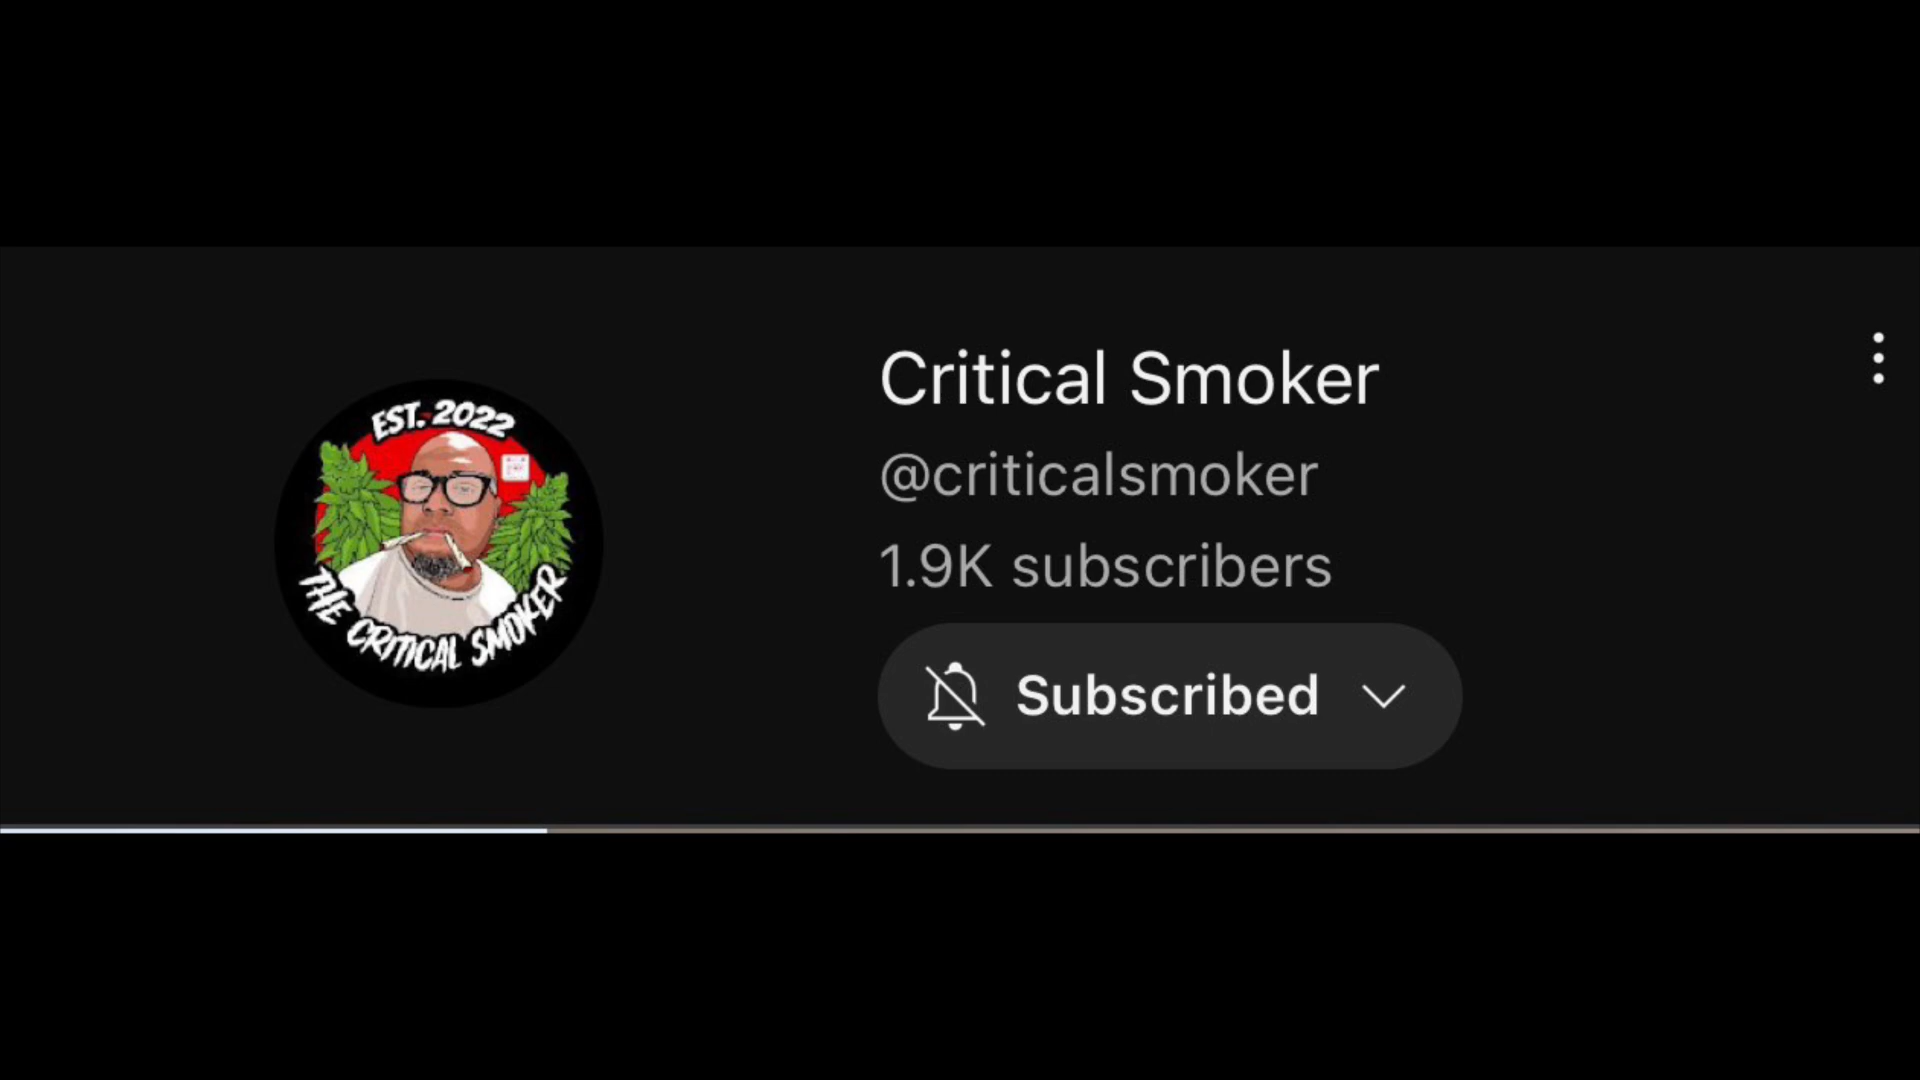 EST. 2022
THE CRITICAL SMOKER
Critical Smoker
@criticalsmoker
1.9K subscribers
Subscribed